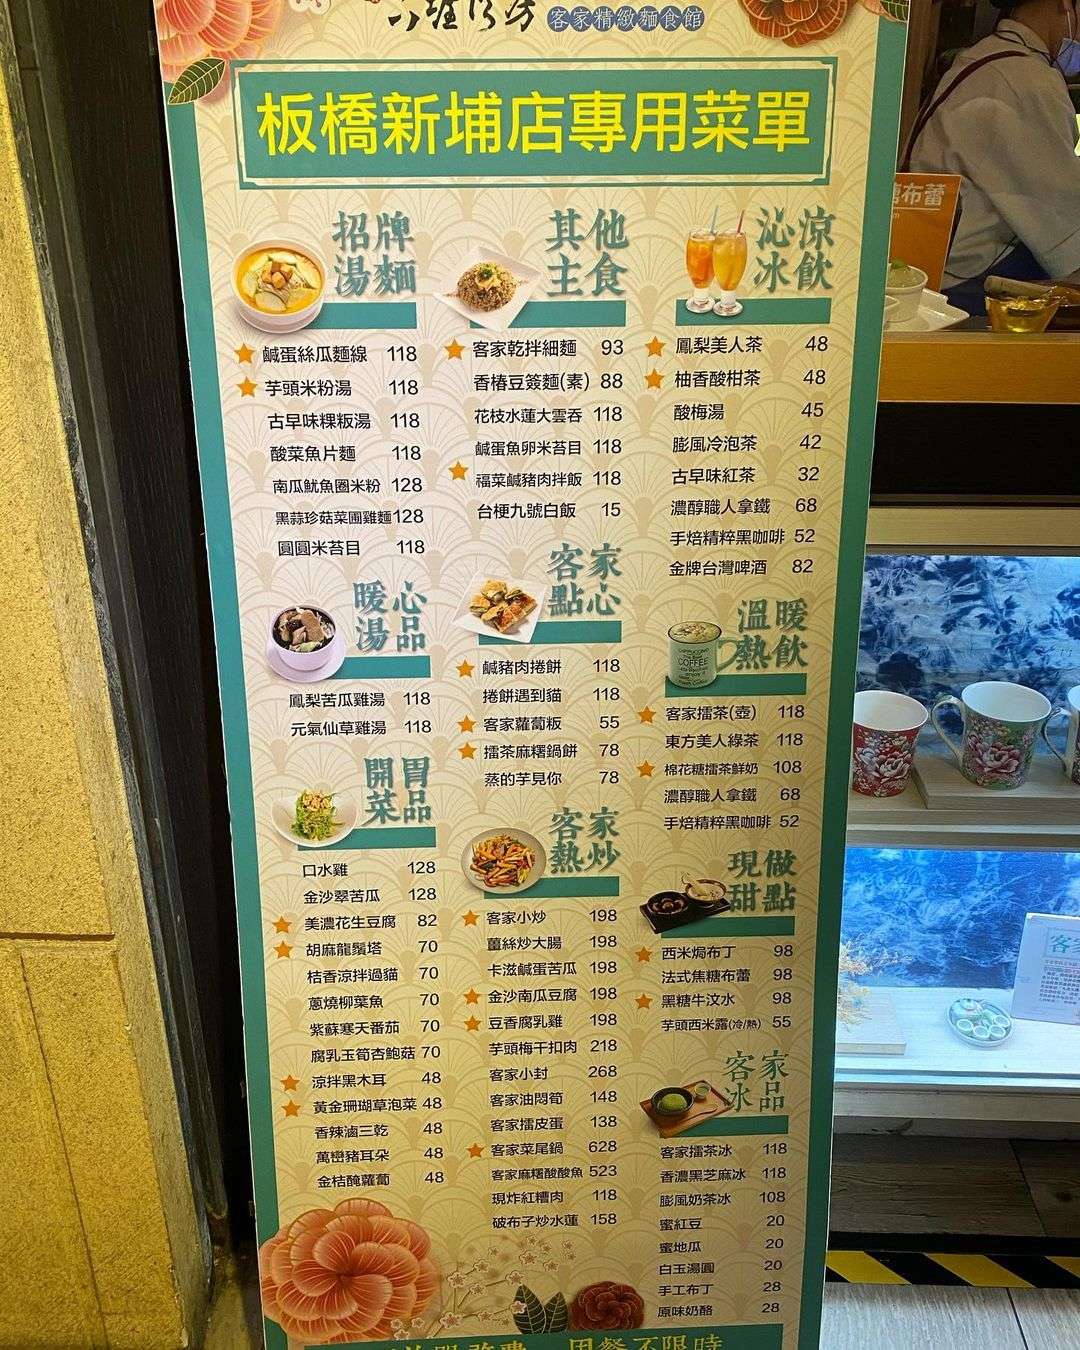 客家精緻麵食館
板橋新埔店專用菜單
招牌
湯麵
鹹蛋絲瓜麵線 118
芋頭米粉湯 118
古早味粿粄湯 118
酸菜魚片麵 118
南瓜魷魚圈米粉 128
黑蒜珍菇菜圃雞麵 128
圓圓米苔目 118
暖心
湯品
鳳梨苦瓜雞湯 118
元氣仙草雞湯 118
開胃
菜品
口水雞 128
金沙翠苦瓜 128
美濃花生豆腐 82
胡麻龍鬚塔 70
桔香涼拌過貓 70
蔥燒柳葉魚 70
紫蘇寒天番茄 70
腐乳玉筍杏鮑菇 70
涼拌黑木耳 48
黃金珊瑚草泡菜 48
香辣滷三乾 48
萬巒豬耳朵 48
金桔醃蘿蔔 48
其他
主食
客家乾拌細麵 93
香椿豆簽麵(素) 88
花枝水蓮大雲吞 118
鹹蛋魚卵米苔目 118
福菜鹹豬肉拌飯 118
台梗九號白飯 15
客家
點心
鹹豬肉捲餅 118
捲餅遇到貓 118
客家蘿蔔粄 55
擂茶麻糬鍋餅 78
蒸的芋見你 78
客家
熱炒
客家小炒 198
薑絲炒大腸 198
卡滋鹹蛋苦瓜 198
金沙南瓜豆腐 198
豆香腐乳雞 198
芋頭梅干扣肉 218
客家小封 268
客家油悶筍 148
客家擂皮蛋 138
客家菜尾鍋 628
客家麻糬酸酸魚 523
現炸紅糟肉 118
破布子炒水蓮 158
沁涼
冰飲
鳳梨美人茶 48
柚香酸柑茶 48
酸梅湯 45
膨風冷泡茶 42
古早味紅茶 32
濃醇職人拿鐵 68
手焙精粹黑咖啡 52
金牌台灣啤酒 82
溫暖
熱飲
客家擂茶(壺) 118
東方美人綠茶 118
棉花糖擂茶鮮奶 108
濃醇職人拿鐵 68
手焙精粹黑咖啡 52
現做
甜點
西米焗布丁 98
法式焦糖布蕾 98
黑糖牛汶水 98
芋頭西米露(冷/熱) 55
客家
冰品
客家擂茶冰 118
香濃黑芝麻冰 118
膨風奶茶冰 108
蜜紅豆 20
蜜地瓜 20
白玉湯圓 20
手工布丁 28
原味奶酪 28
用餐不限時
布蕾
COFFEE